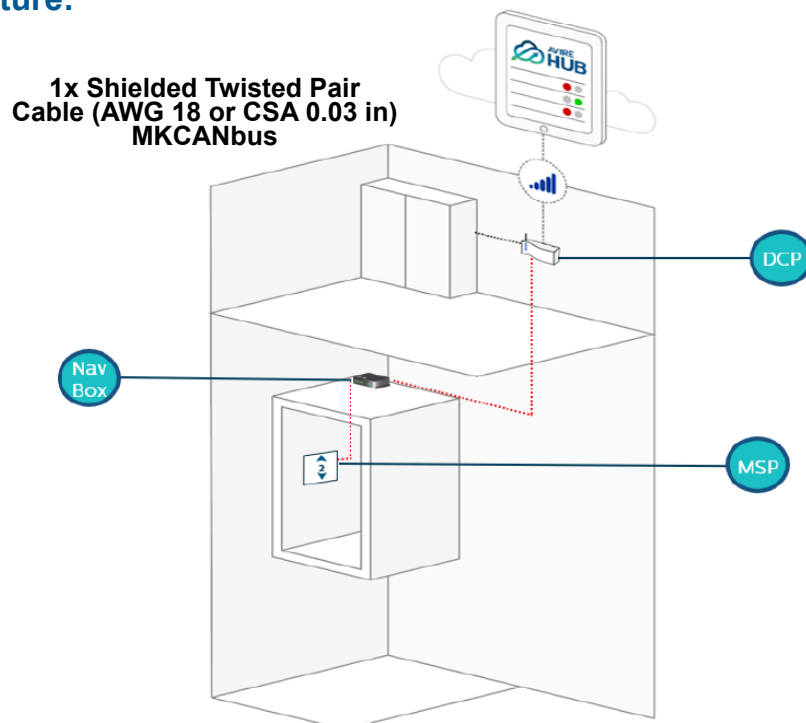 ture:
1x Shielded Twisted Pair
Cable (AWG 18 or CSA 0.03 in)
MKCANbus
AVIRE
HUB
DCP
Nav
Box
2
MSP